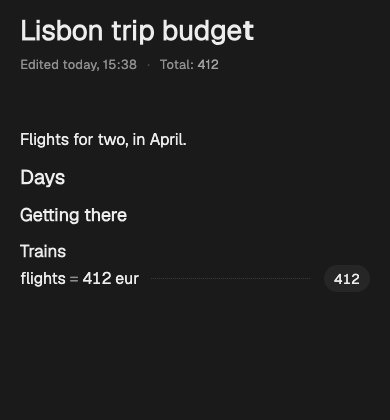 Lisbon trip budget
Edited today, 15:38 · Total: 412
Flights for two, in April.
Days
Getting there
Trains
flights = 412 eur 412